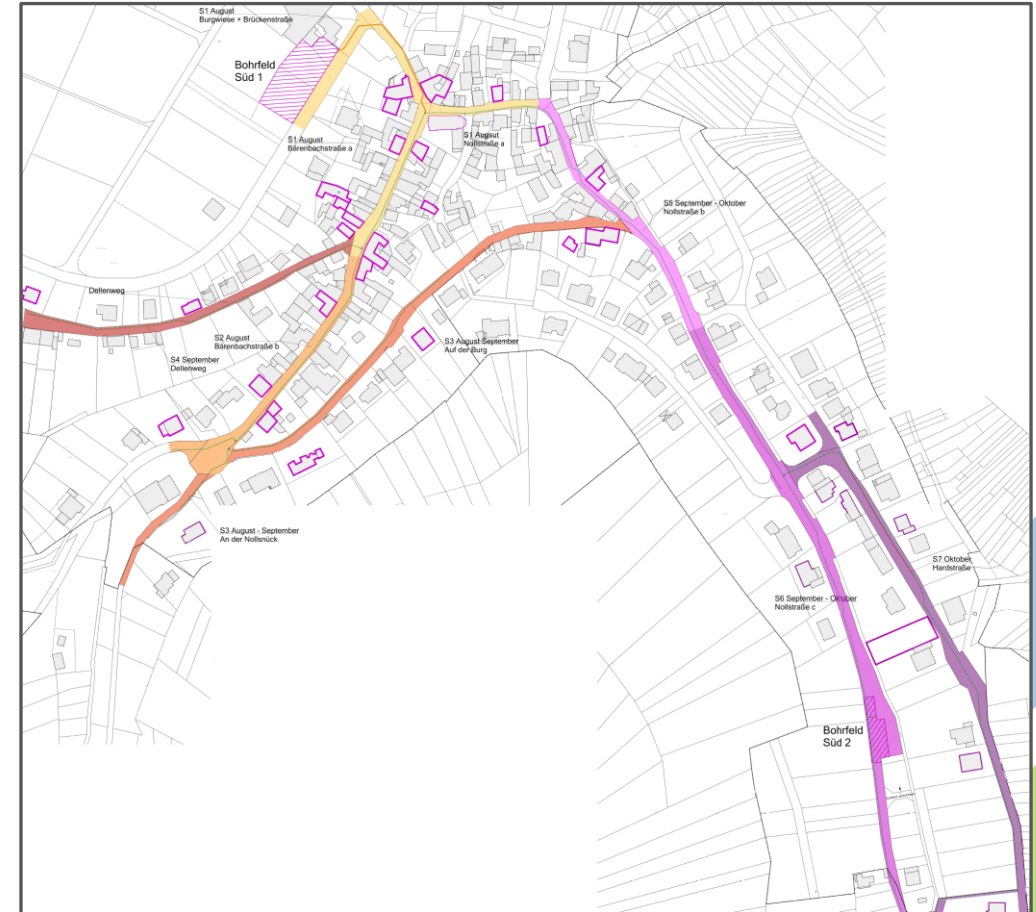 S1 August
Burgwiese + Brückenstraße
Bohrfeld
Süd 1
S1 August
Bärenbachstraße a
S1 Augsut
Nollstraße a
S5 September - Oktober
Nollstraße b
Dellenweg
S2 August
Bärenbachstraße b
S3 August September
Auf der Burg
S4 September
Dellenweg
S3 August - September
An der Nollsnück
S7 Oktober
Hardstraße
S6 September - Oktober
Nollstraße c
Bohrfeld
Süd 2